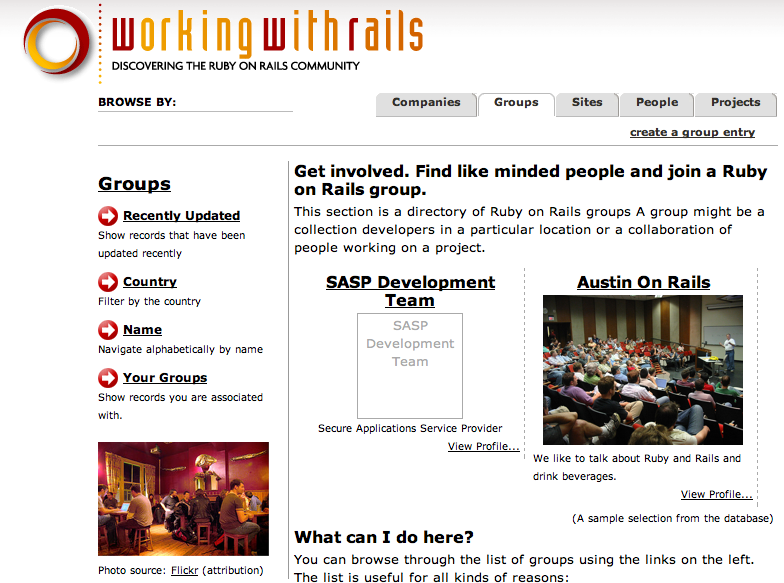 workingwithrails
DISCOVERING THE RUBY ON RAILS COMMUNITY
BROWSE BY:
Companies
Groups
Sites
People
Projects
create a group entry
Groups
Recently Updated
Show records that have been
updated recently
Country
Filter by the country
Name
Navigate alphabetically by name
Your Groups
Show records you are associated
with.
Photo source: Flickr (attribution)
Get involved. Find like minded people and join a Ruby
on Rails group.
This section is a directory of Ruby on Rails groups A group might be a
collection developers in a particular location or a collaboration of
people working on a project.
SASP Development
Team
SASP
Development
Team
Secure Applications Service Provider
View Profile...
Austin On Rails
We like to talk about Ruby and Rails and
drink beverages.
View Profile...
(A sample selection from the database)
What can I do here?
You can browse through the list of groups using the links on the left.
The list is useful for all kinds of reasons: